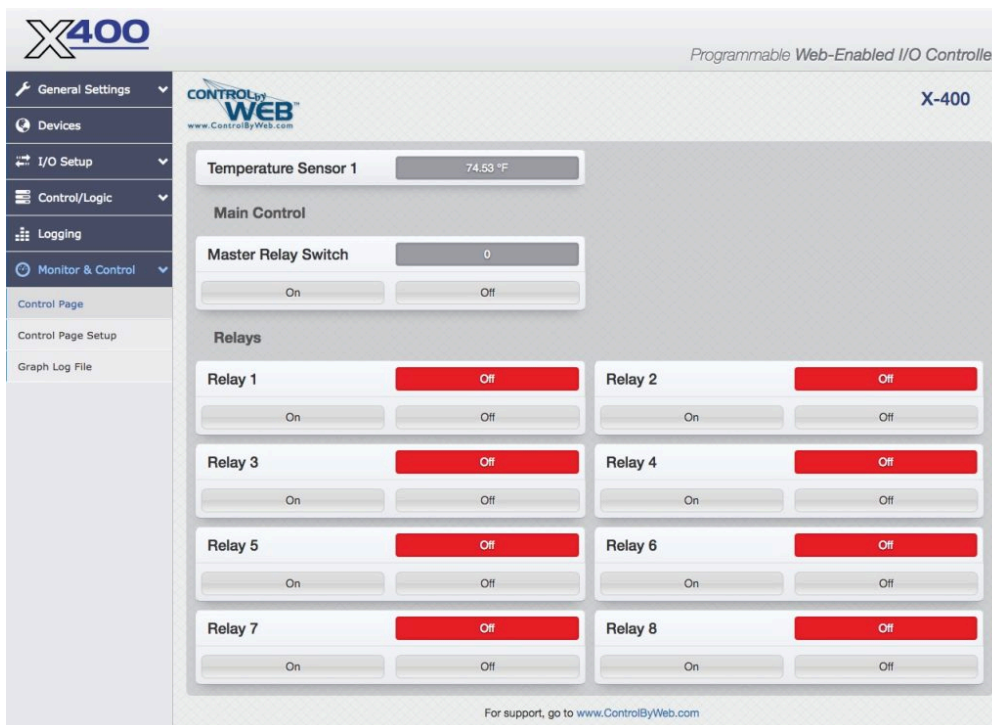 X400
Programmable Web-Enabled I/O Controlle
General Settings
Devices
I/O Setup
Control/Logic
Logging
Monitor & Control
Control Page
Control Page Setup
Graph Log File
CONTROL by WEB™
www.ControlByWeb.com
X-400
Temperature Sensor 1 74.53 °F
Main Control
Master Relay Switch 0
On Off
Relays
Relay 1 Off Relay 2 Off
On Off On Off
Relay 3 Off Relay 4 Off
On Off On Off
Relay 5 Off Relay 6 Off
On Off On Off
Relay 7 Off Relay 8 Off
On Off On Off
For support, go to www.ControlByWeb.com